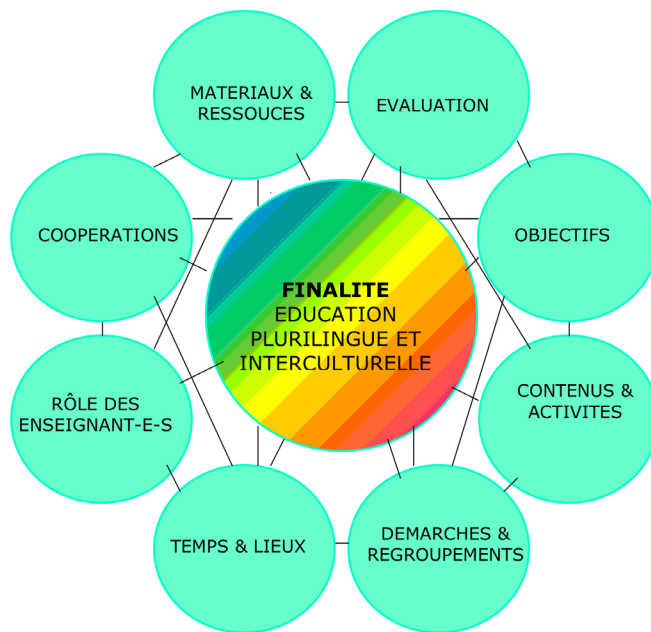 MATERIAUX &
RESSOUCES
EVALUATION
COOPERATIONS
OBJECTIFS
FINALITE
EDUCATION
PLURILINGUE ET
INTERCULTURELLE
RÔLE DES
ENSEIGNANT-E-S
CONTENUS &
ACTIVITES
TEMPS & LIEUX
DEMARCHES &
REGROUPEMENTS